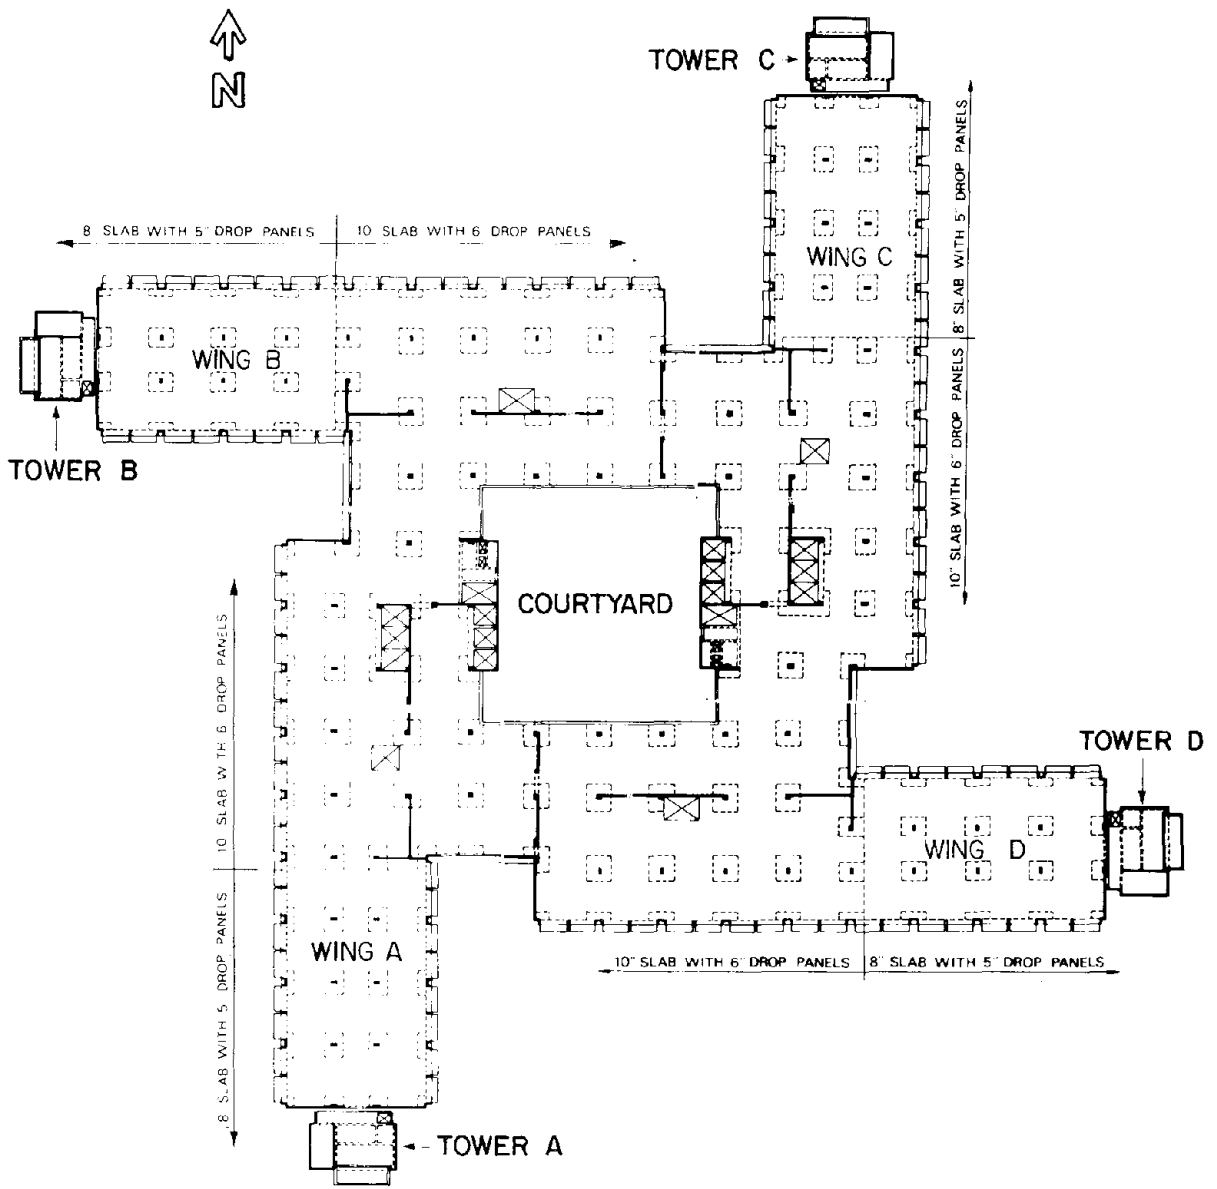 TOWER C
N
8 SLAB WITH 5" DROP PANELS
10 SLAB WITH 6 DROP PANELS
8" SLAB WITH 5" DROP PANELS
WING C
WING B
10" SLAB WITH 6" DROP PANELS
TOWER B
COURTYARD
10 SLAB WITH 6 DROP PANELS
TOWER D
WING D
WING A
10" SLAB WITH 6" DROP PANELS
8" SLAB WITH 5" DROP PANELS
8 SLAB WITH 5 DROP PANELS
TOWER A